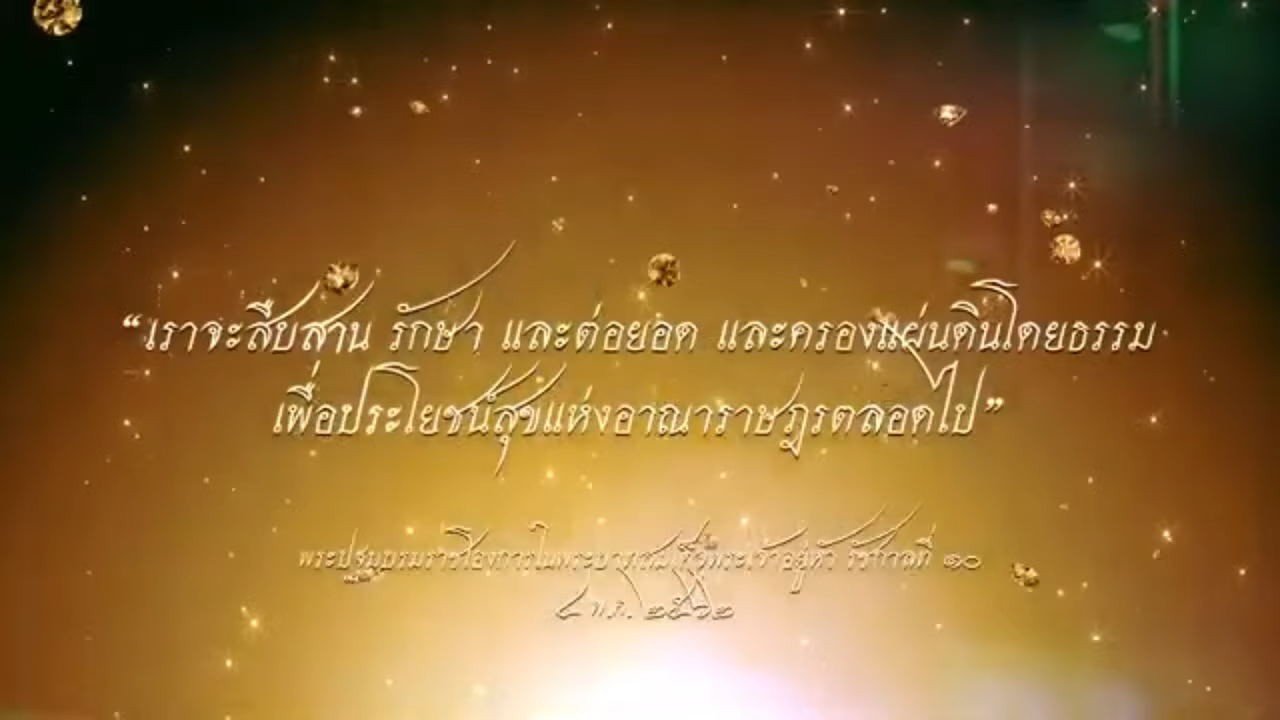 “เราจะสืบสาน รักษา และต่อยอด และครองแผ่นดินโดยธรรม
เพื่อประโยชน์สุขแห่งอาณาราษฎรตลอดไป”
พระปฐมบรมราชโองการในพระบาทสมเด็จพระเจ้าอยู่หัว รัชกาลที่ ๑๐
๔ พ.ค. ๒๕๖๒